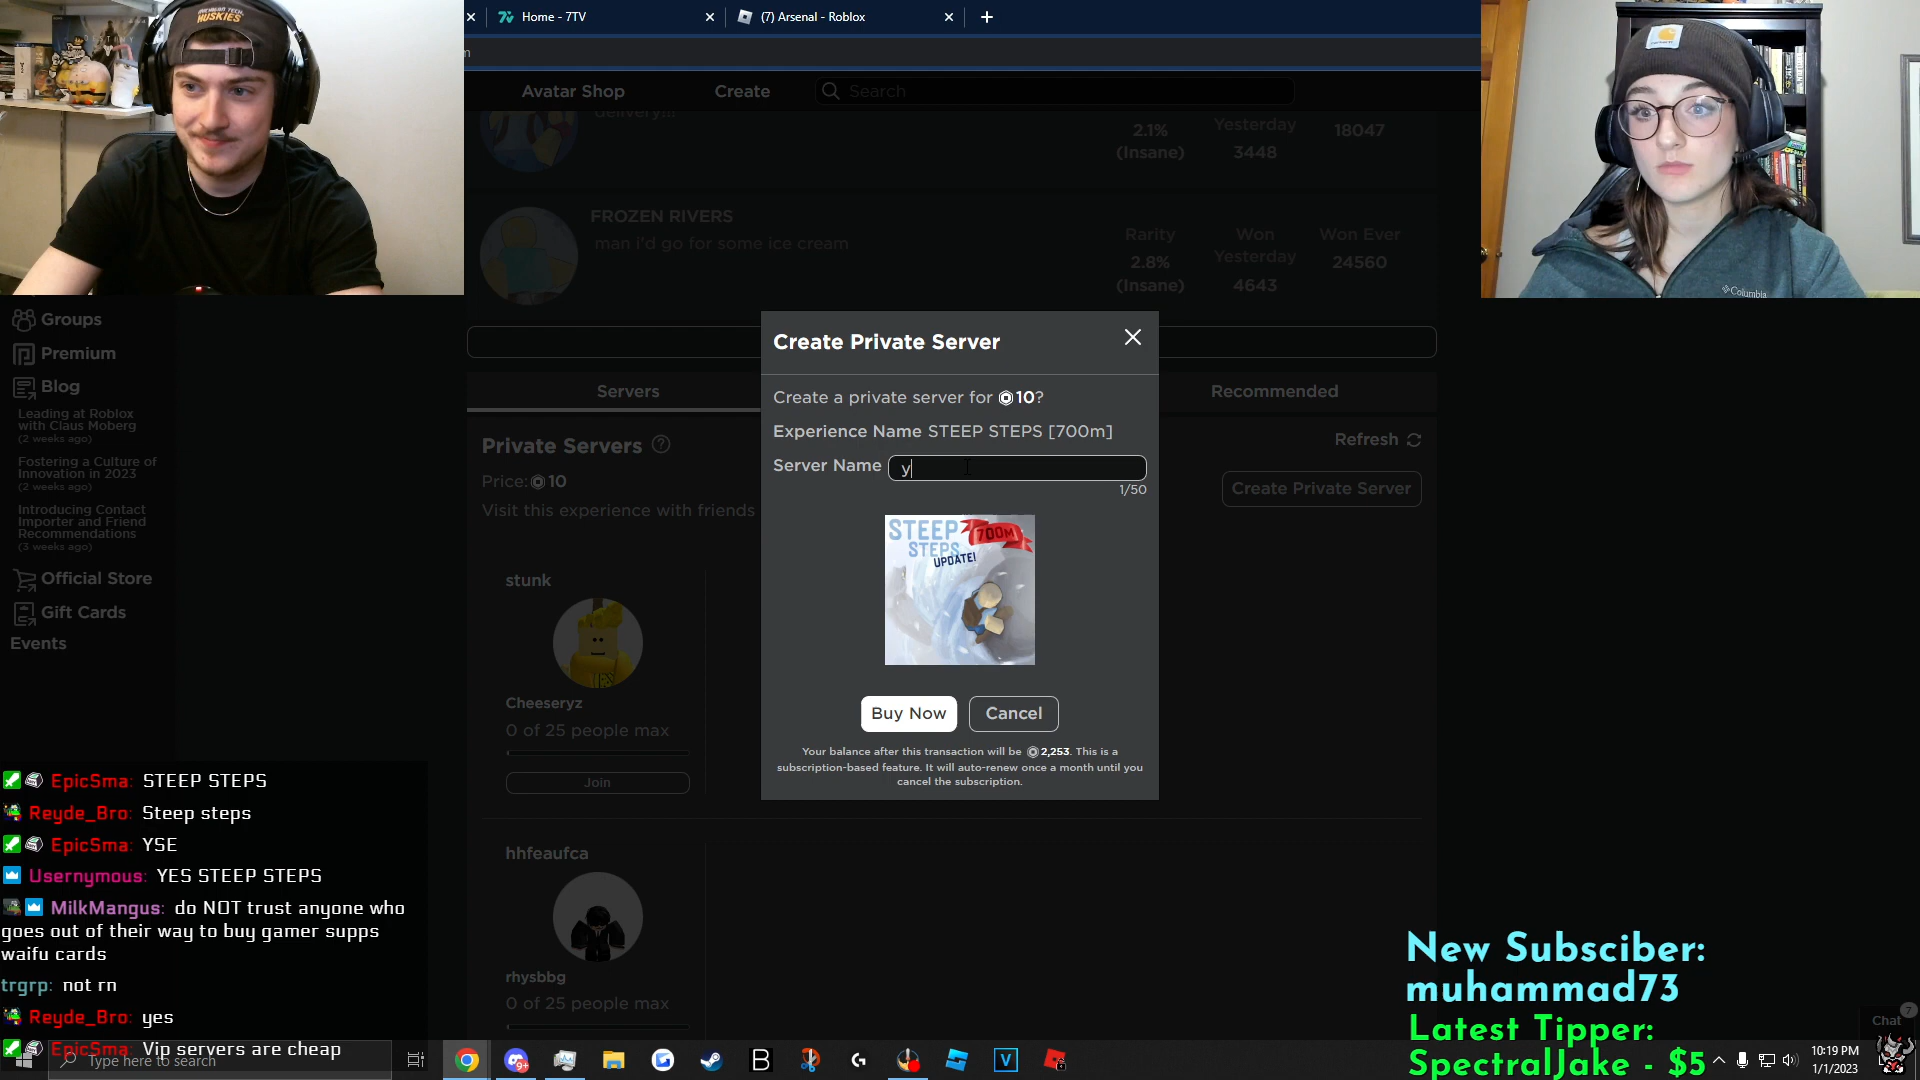 MICHIGAN TECH
HUSKIES
DESTINY
Home - 7TV
(7) Arsenal - Roblox
Avatar Shop
Create
Search
delivery!!!
2.1%
(Insane)
Yesterday
3448
18047
FROZEN RIVERS
man i'd go for some ice cream
Rarity
2.8%
(Insane)
Won
Yesterday
4643
Won Ever
24560
Columbia
Groups
Premium
Blog
Leading at Roblox
with Claus Moberg
(2 weeks ago)
Fostering a Culture of
Innovation in 2023
(2 weeks ago)
Introducing Contact
Importer and Friend
Recommendations
(3 weeks ago)
Official Store
Gift Cards
Events
Servers
Recommended
Private Servers
Refresh
Price: 10
Visit this experience with friends
Create Private Server
stunk
Cheeseryz
0 of 25 people max
Join
hhfeaufca
rhysbbg
0 of 25 people max
Create Private Server
Create a private server for 10?
Experience Name STEEP STEPS [700m]
Server Name y
1/50
STEEP
STEPS
700M
UPDATE!
Buy Now
Cancel
Your balance after this transaction will be 2,253. This is a
subscription-based feature. It will auto-renew once a month until you
cancel the subscription.
EpicSma: STEEP STEPS
Reyde_Bro: Steep steps
EpicSma: YSE
Usernymous: YES STEEP STEPS
MilkMangus: do NOT trust anyone who
goes out of their way to buy gamer supps
waifu cards
trgrp: not rn
Reyde_Bro: yes
EpicSma: Vip servers are cheap
New Subsciber:
muhammad73
Latest Tipper:
SpectralJake - $5
Chat
7
Type here to search
9+
10:19 PM
1/1/2023